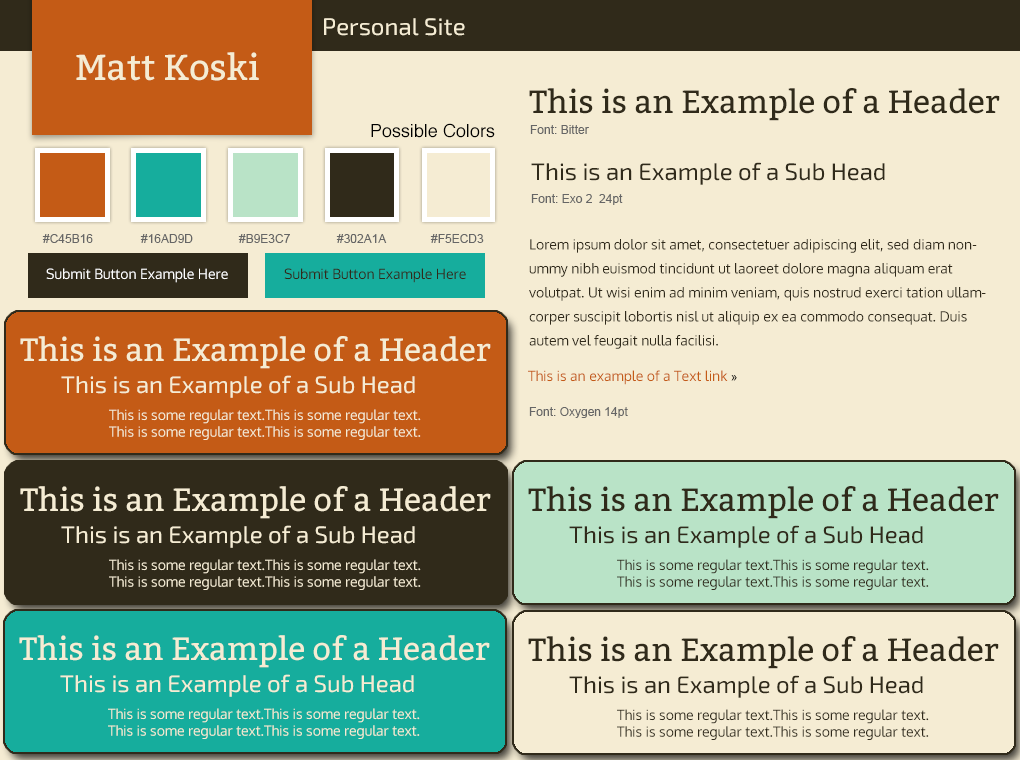 Personal Site
Matt Koski
Possible Colors
#C45B16
#16AD9D
#B9E3C7
#302A1A
#F5ECD3
Submit Button Example Here
Submit Button Example Here
This is an Example of a Header
Font: Bitter
This is an Example of a Sub Head
Font: Exo 2 24pt
Lorem ipsum dolor sit amet, consectetuer adipiscing elit, sed diam non-
ummy nibh euismod tincidunt ut laoreet dolore magna aliquam erat
volutpat. Ut wisi enim ad minim veniam, quis nostrud exerci tation ullam-
corper suscipit lobortis nisl ut aliquip ex ea commodo consequat. Duis
autem vel feugait nulla facilisi.
This is an example of a Text link »
Font: Oxygen 14pt
This is an Example of a Header
This is an Example of a Sub Head
This is some regular text.This is some regular text.
This is some regular text.This is some regular text.
This is an Example of a Header
This is an Example of a Sub Head
This is some regular text.This is some regular text.
This is some regular text.This is some regular text.
This is an Example of a Header
This is an Example of a Sub Head
This is some regular text.This is some regular text.
This is some regular text.This is some regular text.
This is an Example of a Header
This is an Example of a Sub Head
This is some regular text.This is some regular text.
This is some regular text.This is some regular text.
This is an Example of a Header
This is an Example of a Sub Head
This is some regular text.This is some regular text.
This is some regular text.This is some regular text.